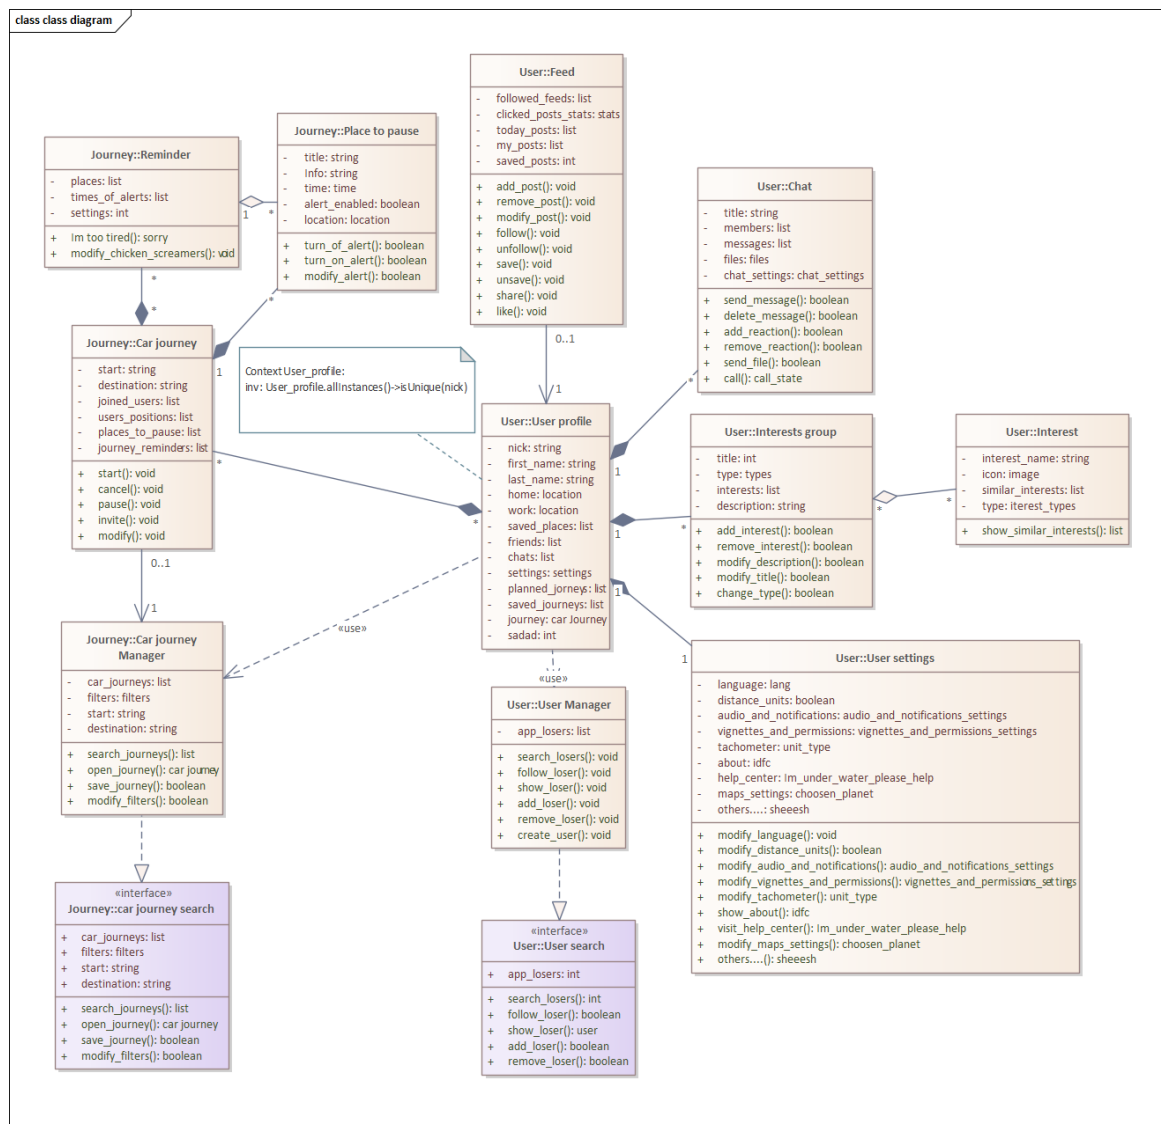 class class diagram
User::Feed
- followed_feeds: list
- clicked_posts_stats: stats
- today_posts: list
- my_posts: list
- saved_posts: int
+ add_post(): void
+ remove_post(): void
+ modify_post(): void
+ follow(): void
+ unfollow(): void
+ save(): void
+ unsave(): void
+ share(): void
+ like(): void
0..1
1
Journey::Place to pause
- title: string
- Info: string
- time: time
- alert_enabled: boolean
- location: location
+ turn_of_alert(): boolean
+ turn_on_alert(): boolean
+ modify_alert(): boolean
*
*
Journey::Reminder
- places: list
- times_of_alerts: list
- settings: int
+ Im too tired(): sorry
+ modify_chicken_screamers(): void
1
*
*
User::Chat
- title: string
- members: list
- messages: list
- files: files
- chat_settings: chat_settings
+ send_message(): boolean
+ delete_message(): boolean
+ add_reaction(): boolean
+ remove_reaction(): boolean
+ send_file(): boolean
+ call(): call_state
*
1
Journey::Car journey
- start: string
- destination: string
- joined_users: list
- users_positions: list
- places_to_pause: list
- journey_reminders: list
+ start(): void
+ cancel(): void
+ pause(): void
+ invite(): void
+ modify(): void
1
*
*
0..1
1
Context User_profile:
inv: User_profile.allInstances()->isUnique(nick)
User::User profile
- nick: string
- first_name: string
- last_name: string
- home: location
- work: location
- saved_places: list
- friends: list
- chats: list
- settings: settings
- planned_jorneys: list
- saved_journeys: list
- journey: car Journey
- sadad: int
User::Interests group
- title: int
- type: types
- interests: list
- description: string
+ add_interest(): boolean
+ remove_interest(): boolean
+ modify_description(): boolean
+ modify_title(): boolean
+ change_type(): boolean
1
*
*
*
User::Interest
- interest_name: string
- icon: image
- similar_interests: list
- type: iterest_types
+ show_similar_interests(): list
1
1
«use»
«use»
Journey::Car journey
Manager
- car_journeys: list
- filters: filters
- start: string
- destination: string
+ search_journeys(): list
+ open_journey(): car journey
+ save_journey(): boolean
+ modify_filters(): boolean
User::User Manager
- app_losers: list
+ search_losers(): void
+ follow_loser(): void
+ show_loser(): void
+ add_loser(): void
+ remove_loser(): void
+ create_user(): void
User::User settings
- language: lang
- distance_units: boolean
- audio_and_notifications: audio_and_notifications_settings
- vignettes_and_permissions: vignettes_and_permissions_settings
- tachometer: unit_type
- about: idfc
- help_center: Im_under_water_please_help
- maps_settings: choosen_planet
- others....: sheeesh
+ modify_language(): void
+ modify_distance_units(): boolean
+ modify_audio_and_notifications(): audio_and_notifications_settings
+ modify_vignettes_and_permissions(): vignettes_and_permissions_settings
+ modify_tachometer(): unit_type
+ show_about(): idfc
+ visit_help_center(): Im_under_water_please_help
+ modify_maps_settings(): choosen_planet
+ others....(): sheeesh
«interface»
Journey::car journey search
+ car_journeys: list
+ filters: filters
+ start: string
+ destination: string
+ search_journeys(): list
+ open_journey(): car journey
+ save_journey(): boolean
+ modify_filters(): boolean
«interface»
User::User search
+ app_losers: int
+ search_losers(): int
+ follow_loser(): boolean
+ show_loser(): user
+ add_loser(): boolean
+ remove_loser(): boolean